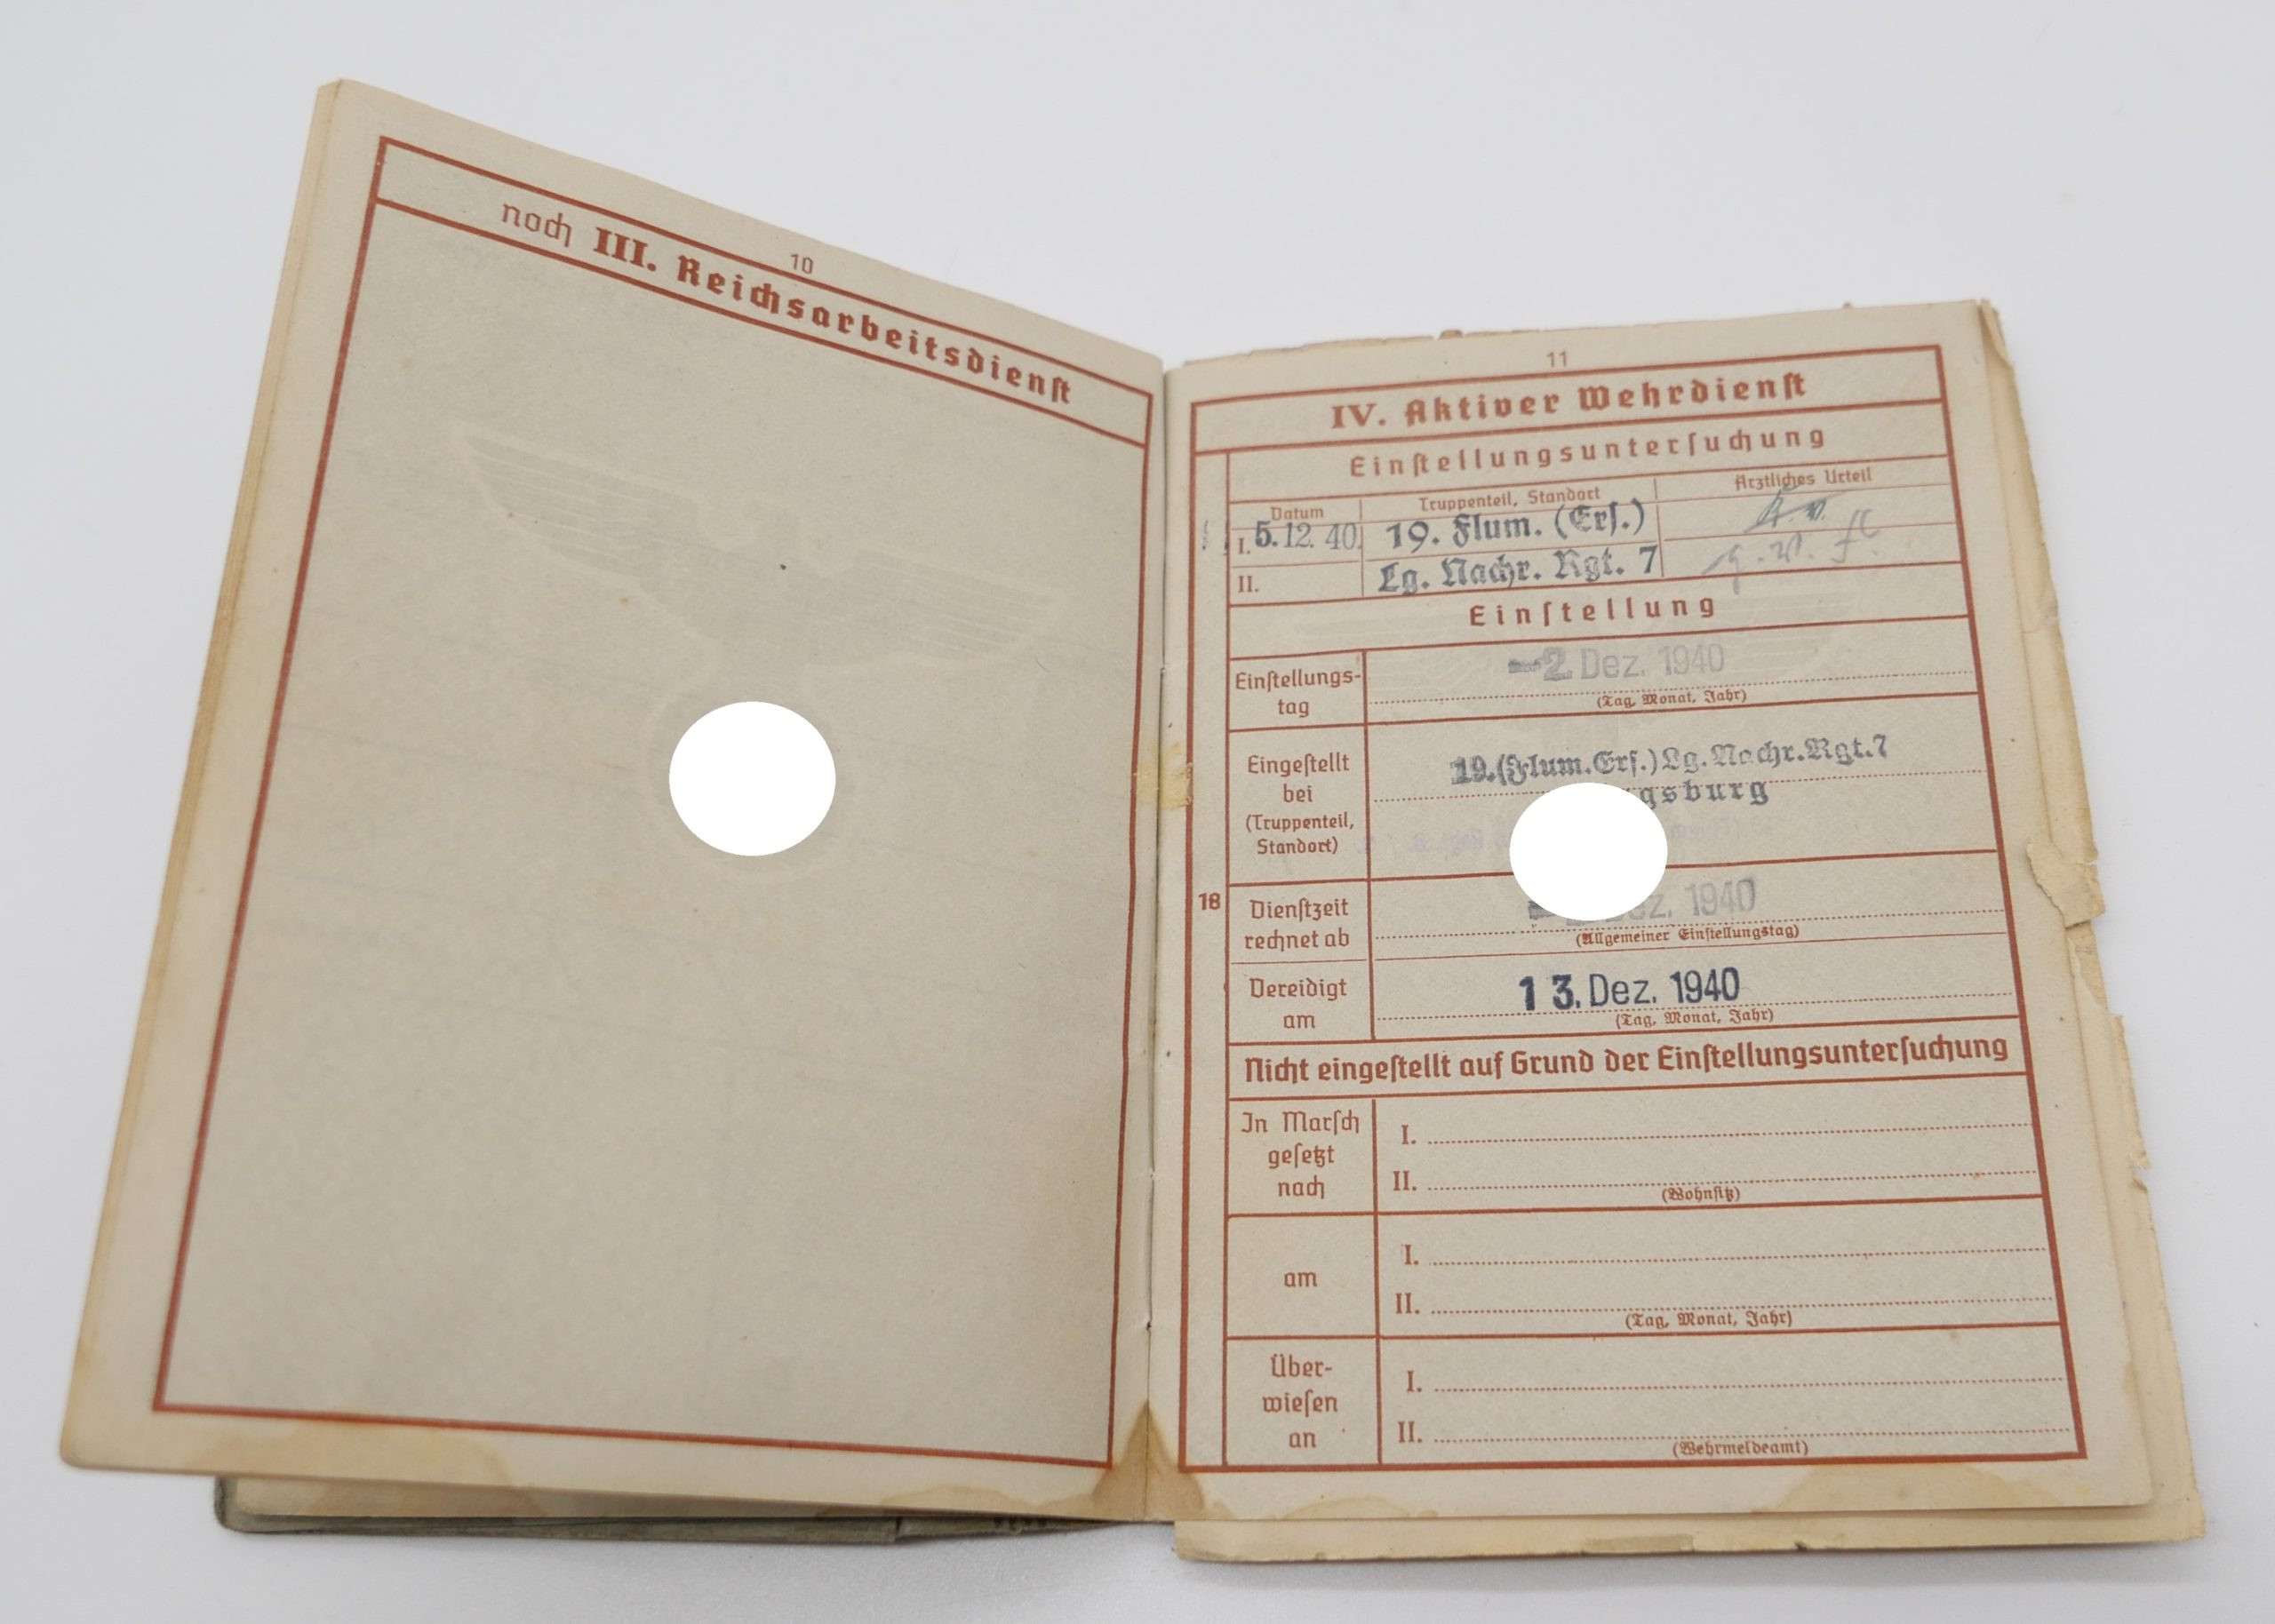 10
noch III. Reichsarbeitsdienst
11
IV. Aktiver Wehrdienst
Einstellungsuntersuchung
Datum Truppenteil, Standort Ärztliches Urteil
I. 5.12.40. 19. Flum. (Ers.) k.v.
II. Lg. Nachr. Rgt. 7
Einstellung
Einstellungs-
tag
-2. Dez. 1940
(Tag, Monat, Jahr)
Eingestellt
bei
(Truppenteil,
Standort)
19.(Flum.Ers.)Lg.Nachr.Rgt.7
gsburg
18
Dienstzeit
rechnet ab
Dez. 1940
(Allgemeiner Einstellungstag)
Vereidigt
am
13. Dez. 1940
(Tag, Monat, Jahr)
Nicht eingestellt auf Grund der Einstellungsuntersuchung
In Marsch
gesetzt
nach
I.
II.
(Wohnsitz)
am
I.
II.
(Tag, Monat, Jahr)
Über-
wiesen
an
I.
II.
(Wehrmeldeamt)